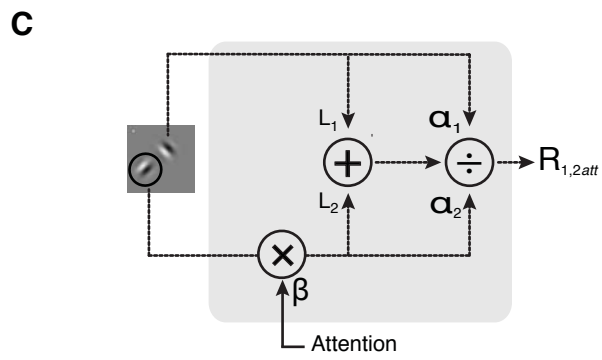 C
L1
α1
+
÷
R1,2att
L2
α2
×
β
Attention